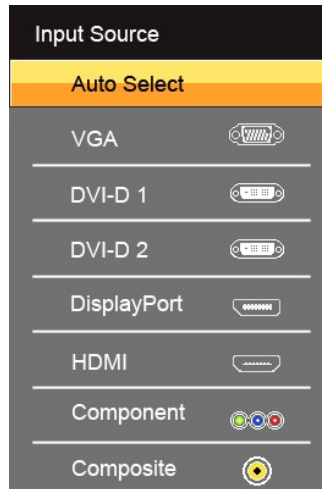 Input Source
Auto Select
VGA
DVI-D 1
DVI-D 2
DisplayPort
HDMI
Component
Composite